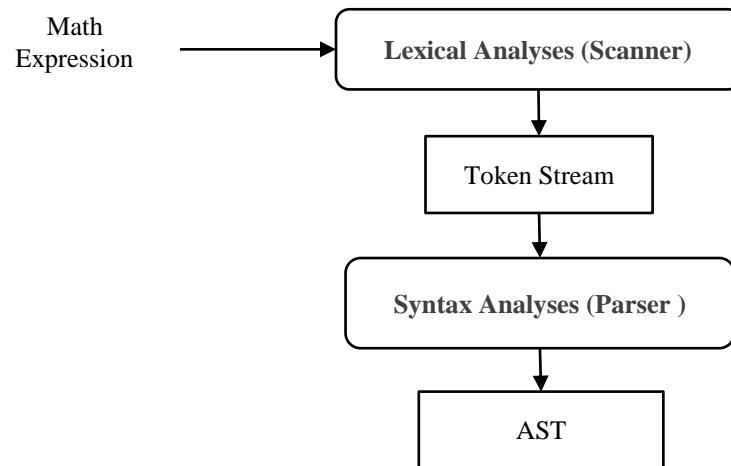 Math
Expression
Lexical Analyses (Scanner)
Token Stream
Syntax Analyses (Parser )
AST